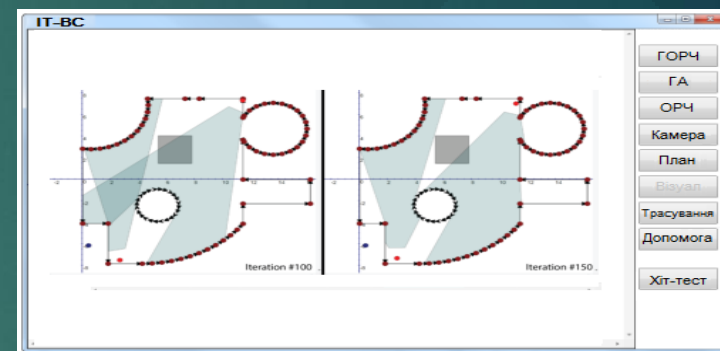 IT-BC
ГОРЧ
ГА
ОРЧ
Камера
План
Візуал
Трасування
Допомога
Хіт-тест
Iteration #100
Iteration #150